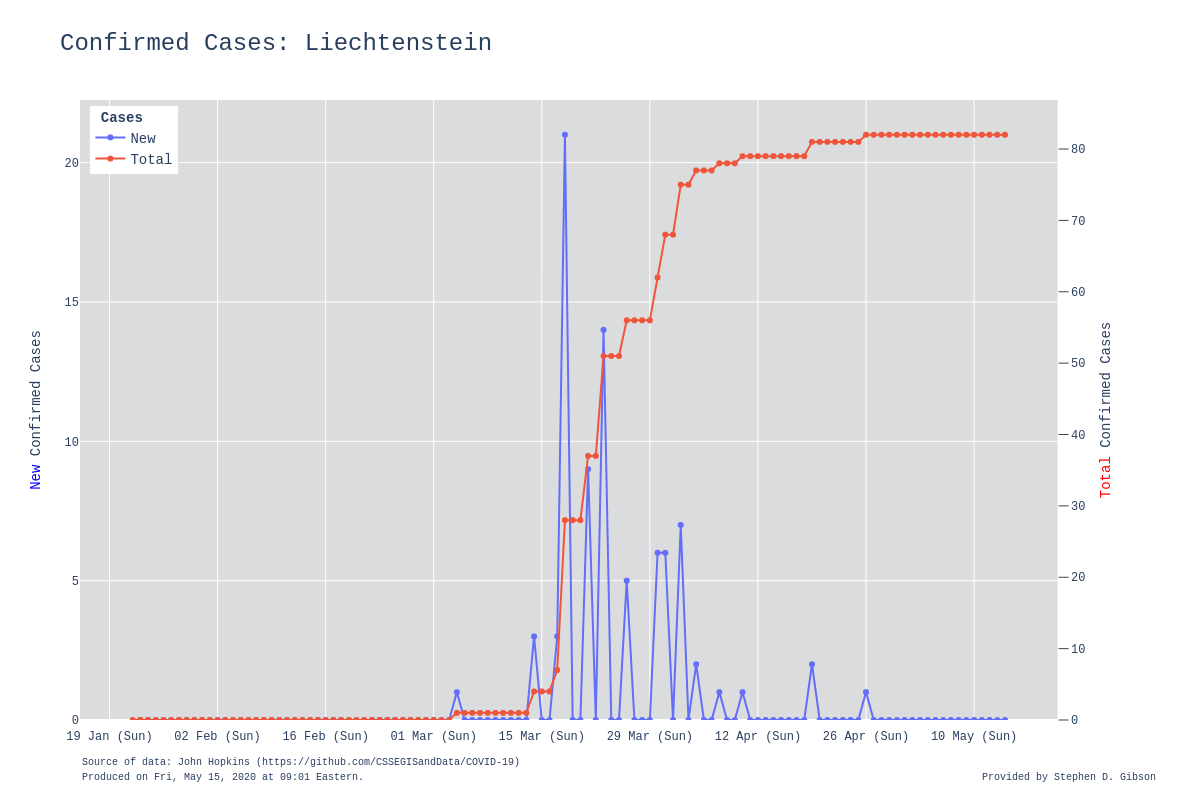 Confirmed Cases: Liechtenstein
Cases
New
Total
20
15
10
5
0
80
70
60
50
40
30
20
10
0
New Confirmed Cases
Total Confirmed Cases
19 Jan (Sun) 02 Feb (Sun) 16 Feb (Sun) 01 Mar (Sun) 15 Mar (Sun) 29 Mar (Sun) 12 Apr (Sun) 26 Apr (Sun) 10 May (Sun)
Source of data: John Hopkins (https://github.com/CSSEGISandData/COVID-19)
Produced on Fri, May 15, 2020 at 09:01 Eastern.
Provided by Stephen D. Gibson